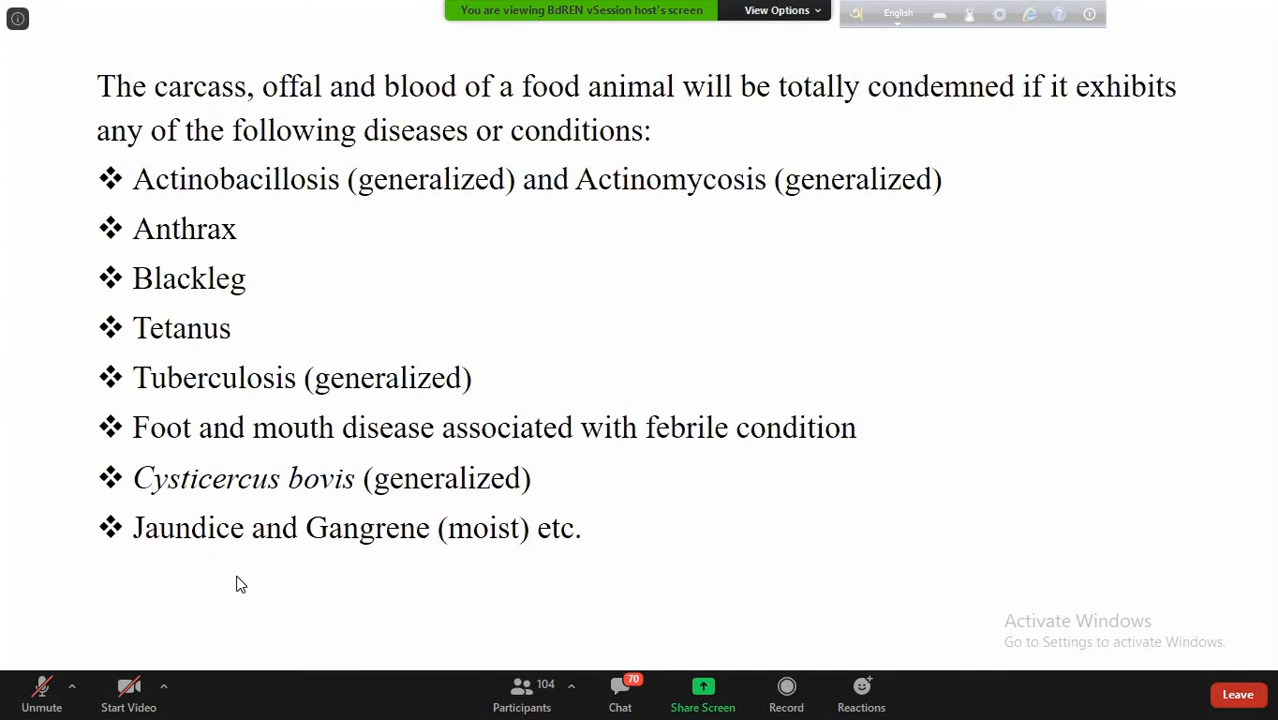 You are viewing BdREN vSession host's screen
View Options
English
The carcass, offal and blood of a food animal will be totally condemned if it exhibits
any of the following diseases or conditions:
❖ Actinobacillosis (generalized) and Actinomycosis (generalized)
❖ Anthrax
❖ Blackleg
❖ Tetanus
❖ Tuberculosis (generalized)
❖ Foot and mouth disease associated with febrile condition
❖ Cysticercus bovis (generalized)
❖ Jaundice and Gangrene (moist) etc.
Activate Windows
Go to Settings to activate Windows.
104
70
Unmute
Start Video
Participants
Chat
Share Screen
Record
Reactions
Leave